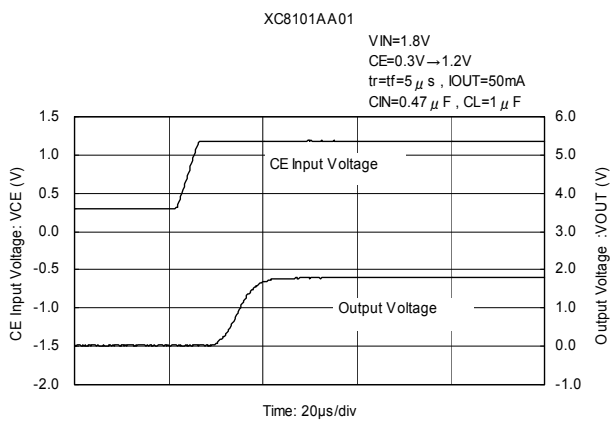 XC8101AA01
VIN=1.8V
CE=0.3V→1.2V
tr=tf=5μs , IOUT=50mA
CIN=0.47μF , CL=1μF
1.5
1.0
0.5
0.0
-0.5
-1.0
-1.5
-2.0
CE Input Voltage: VCE (V)
CE Input Voltage
Output Voltage
6.0
5.0
4.0
3.0
2.0
1.0
0.0
-1.0
Output Voltage :VOUT (V)
Time: 20μs/div